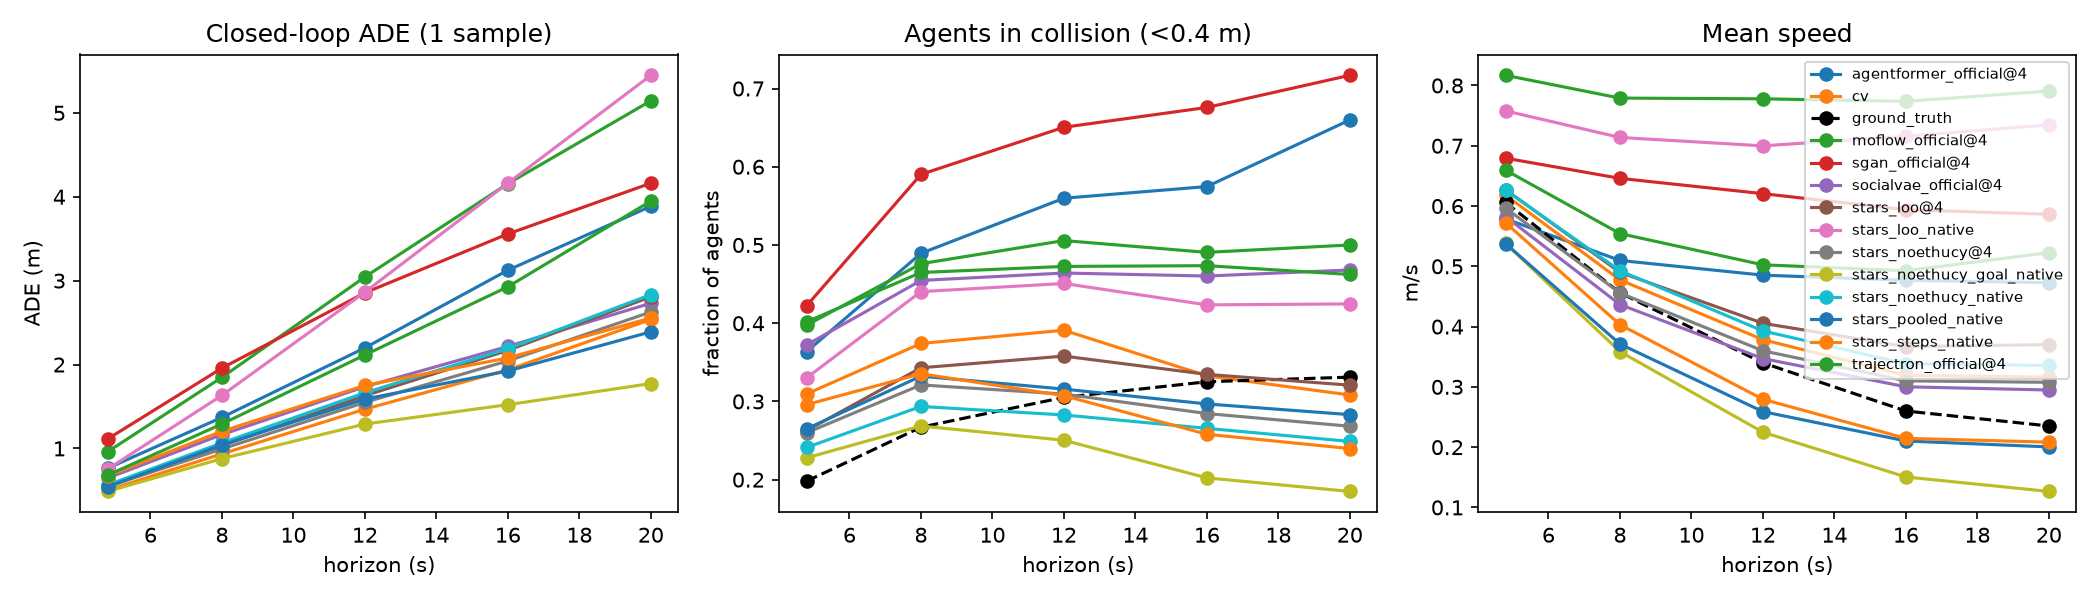 Closed-loop ADE (1 sample)
ADE (m)
5
4
3
2
1
6 8 10 12 14 16 18 20
horizon (s)
Agents in collision (<0.4 m)
fraction of agents
0.7
0.6
0.5
0.4
0.3
0.2
6 8 10 12 14 16 18 20
horizon (s)
Mean speed
m/s
0.8
0.7
0.6
0.5
0.4
0.3
0.2
0.1
6 8 10 12 14 16 18 20
horizon (s)
agentformer_official@4
cv
ground_truth
moflow_official@4
sgan_official@4
socialvae_official@4
stars_loo@4
stars_loo_native
stars_noethucy@4
stars_noethucy_goal_native
stars_noethucy_native
stars_pooled_native
stars_steps_native
trajectron_official@4